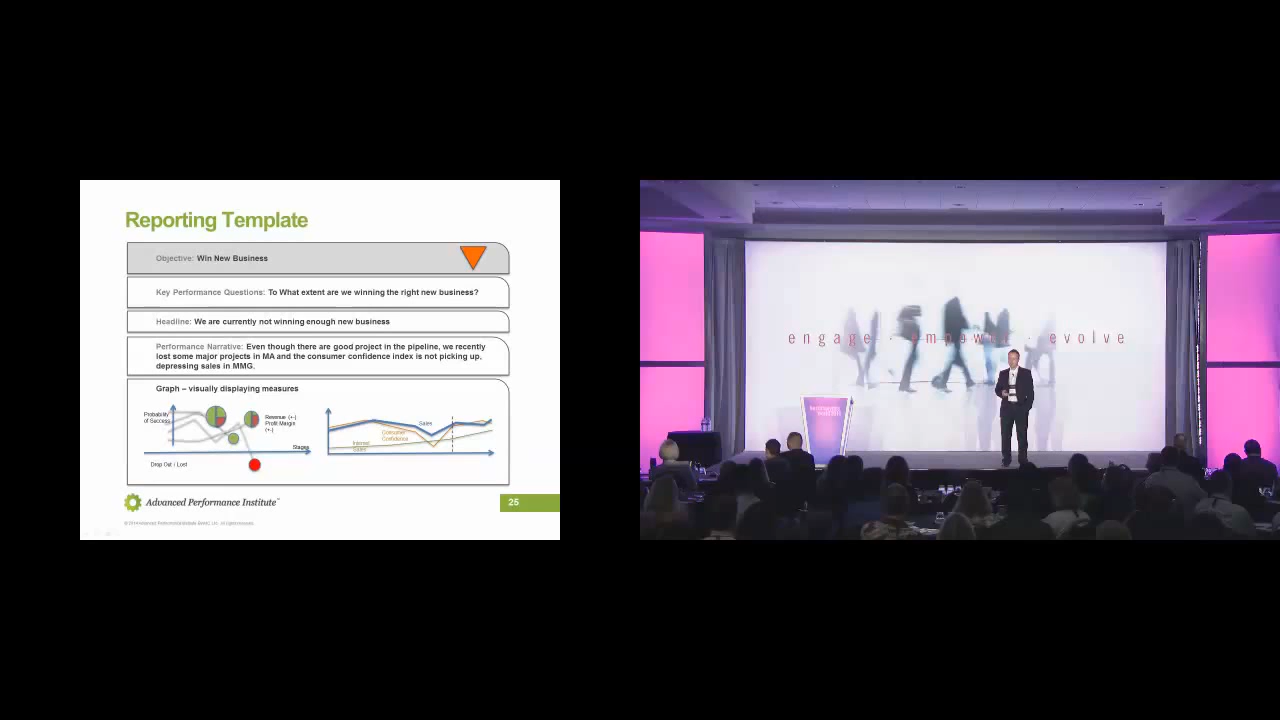 Reporting Template
Objective: Win New Business
Key Performance Questions: To What extent are we winning the right new business?
Headline: We are currently not winning enough new business
Performance Narrative: Even though there are good project in the pipeline, we recently
lost some major projects in MA and the consumer confidence index is not picking up,
depressing sales in MMG.
Graph – visually displaying measures
Probability
of Success
Revenue (+-)
Profit Margin
(+-)
Stages
Drop Out / Lost
Sales
Consumer
Confidence
Internet
Sales
Advanced Performance Institute™
25
engage · empower · evolve